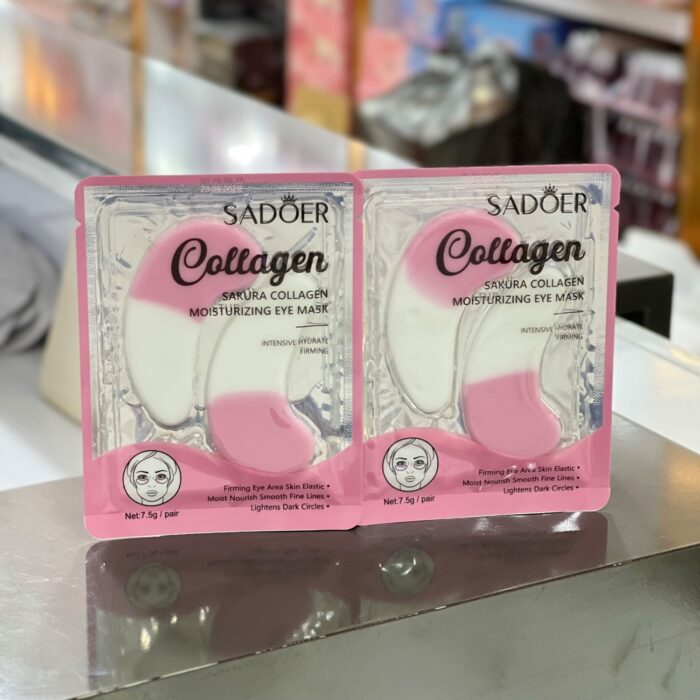 SADOER
Collagen
SAKURA COLLAGEN
MOISTURIZING EYE MASK
INTENSIVE HYDRATE
FIRMING
Firming Eye Area Skin Elastic •
Moist Nourish Smooth Fine Lines •
Lightens Dark Circles •
Net:7.5g / pair
SADOER
Collagen
SAKURA COLLAGEN
MOISTURIZING EYE MASK
INTENSIVE HYDRATE
FIRMING
Firming Eye Area Skin Elastic •
Moist Nourish Smooth Fine Lines •
Lightens Dark Circles •
Net:7.5g / pair